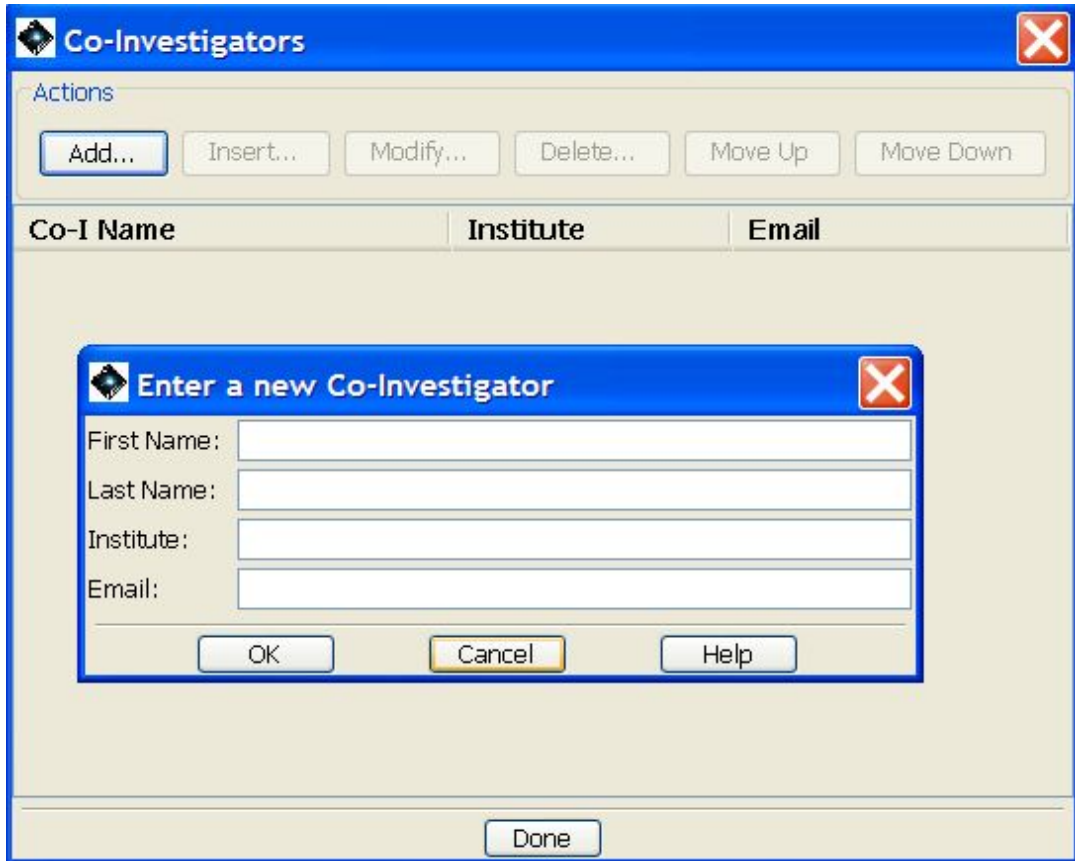 Co-Investigators
Actions
Add... Insert... Modify... Delete... Move Up Move Down
Co-I Name Institute Email
Enter a new Co-Investigator
First Name:
Last Name:
Institute:
Email:
OK Cancel Help
Done